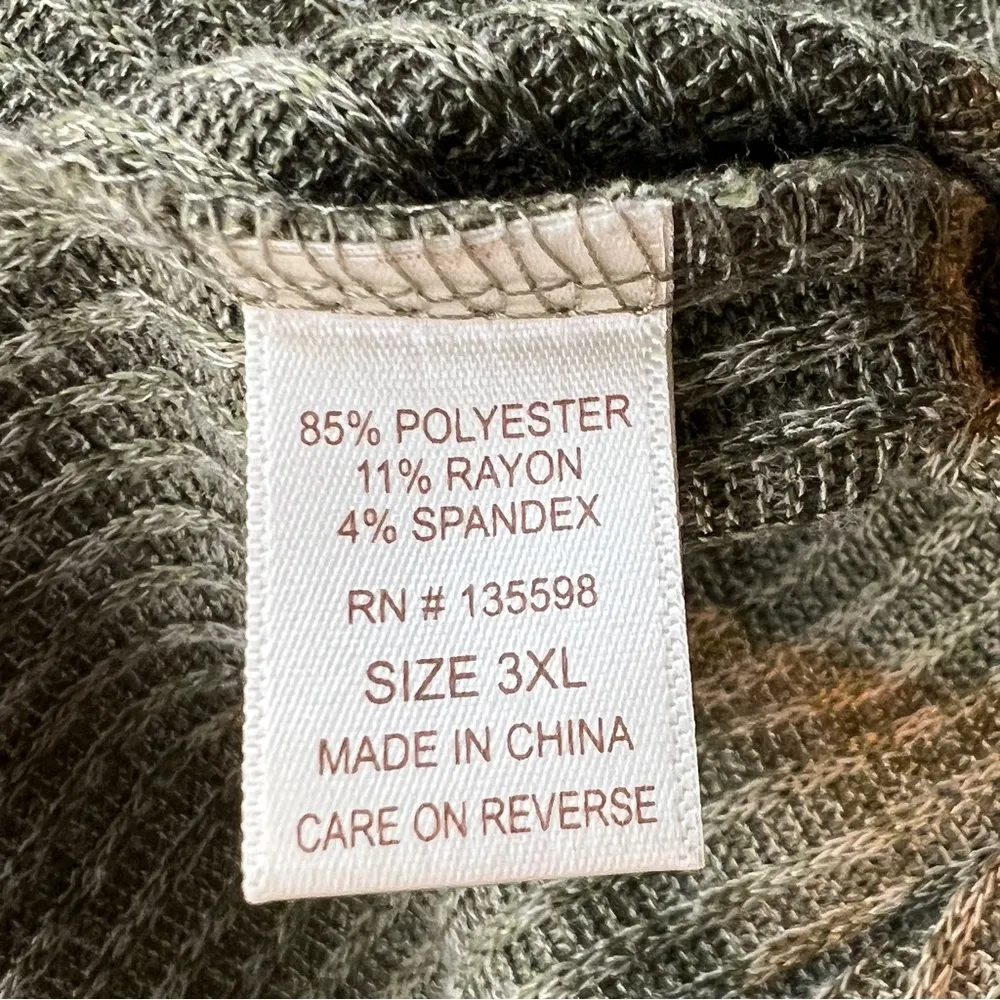 85% POLYESTER
11% RAYON
4% SPANDEX
RN # 135598
SIZE 3XL
MADE IN CHINA
CARE ON REVERSE